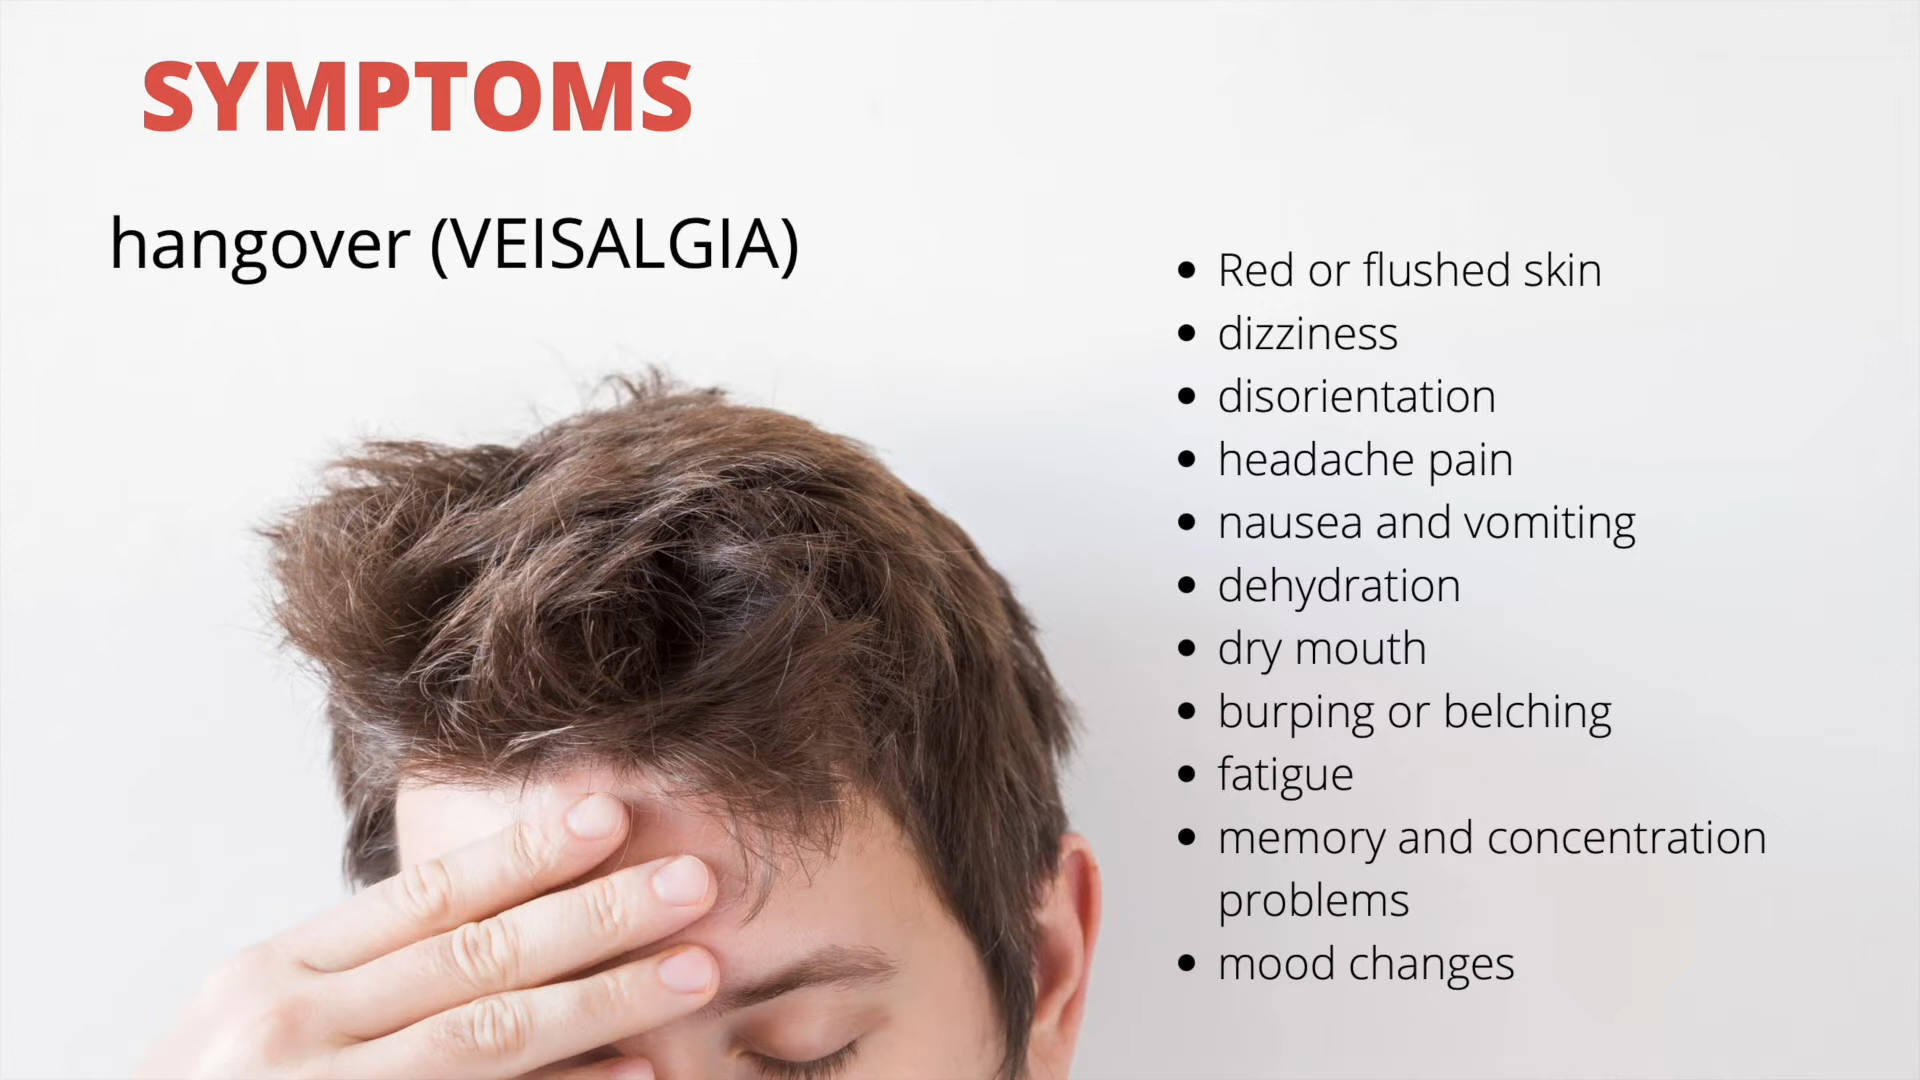 SYMPTOMS
hangover (VEISALGIA)
• Red or flushed skin
• dizziness
• disorientation
• headache pain
• nausea and vomiting
• dehydration
• dry mouth
• burping or belching
• fatigue
• memory and concentration
problems
• mood changes